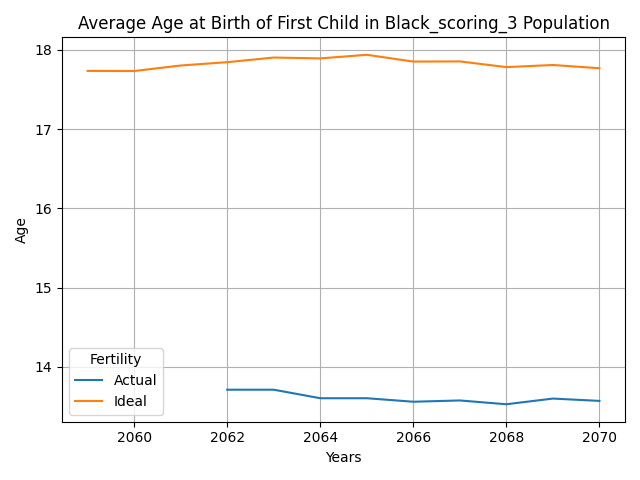 Average Age at Birth of First Child in Black_scoring_3 Population
18
17
16
15
14
Age
Fertility
Actual
Ideal
2060 2062 2064 2066 2068 2070
Years